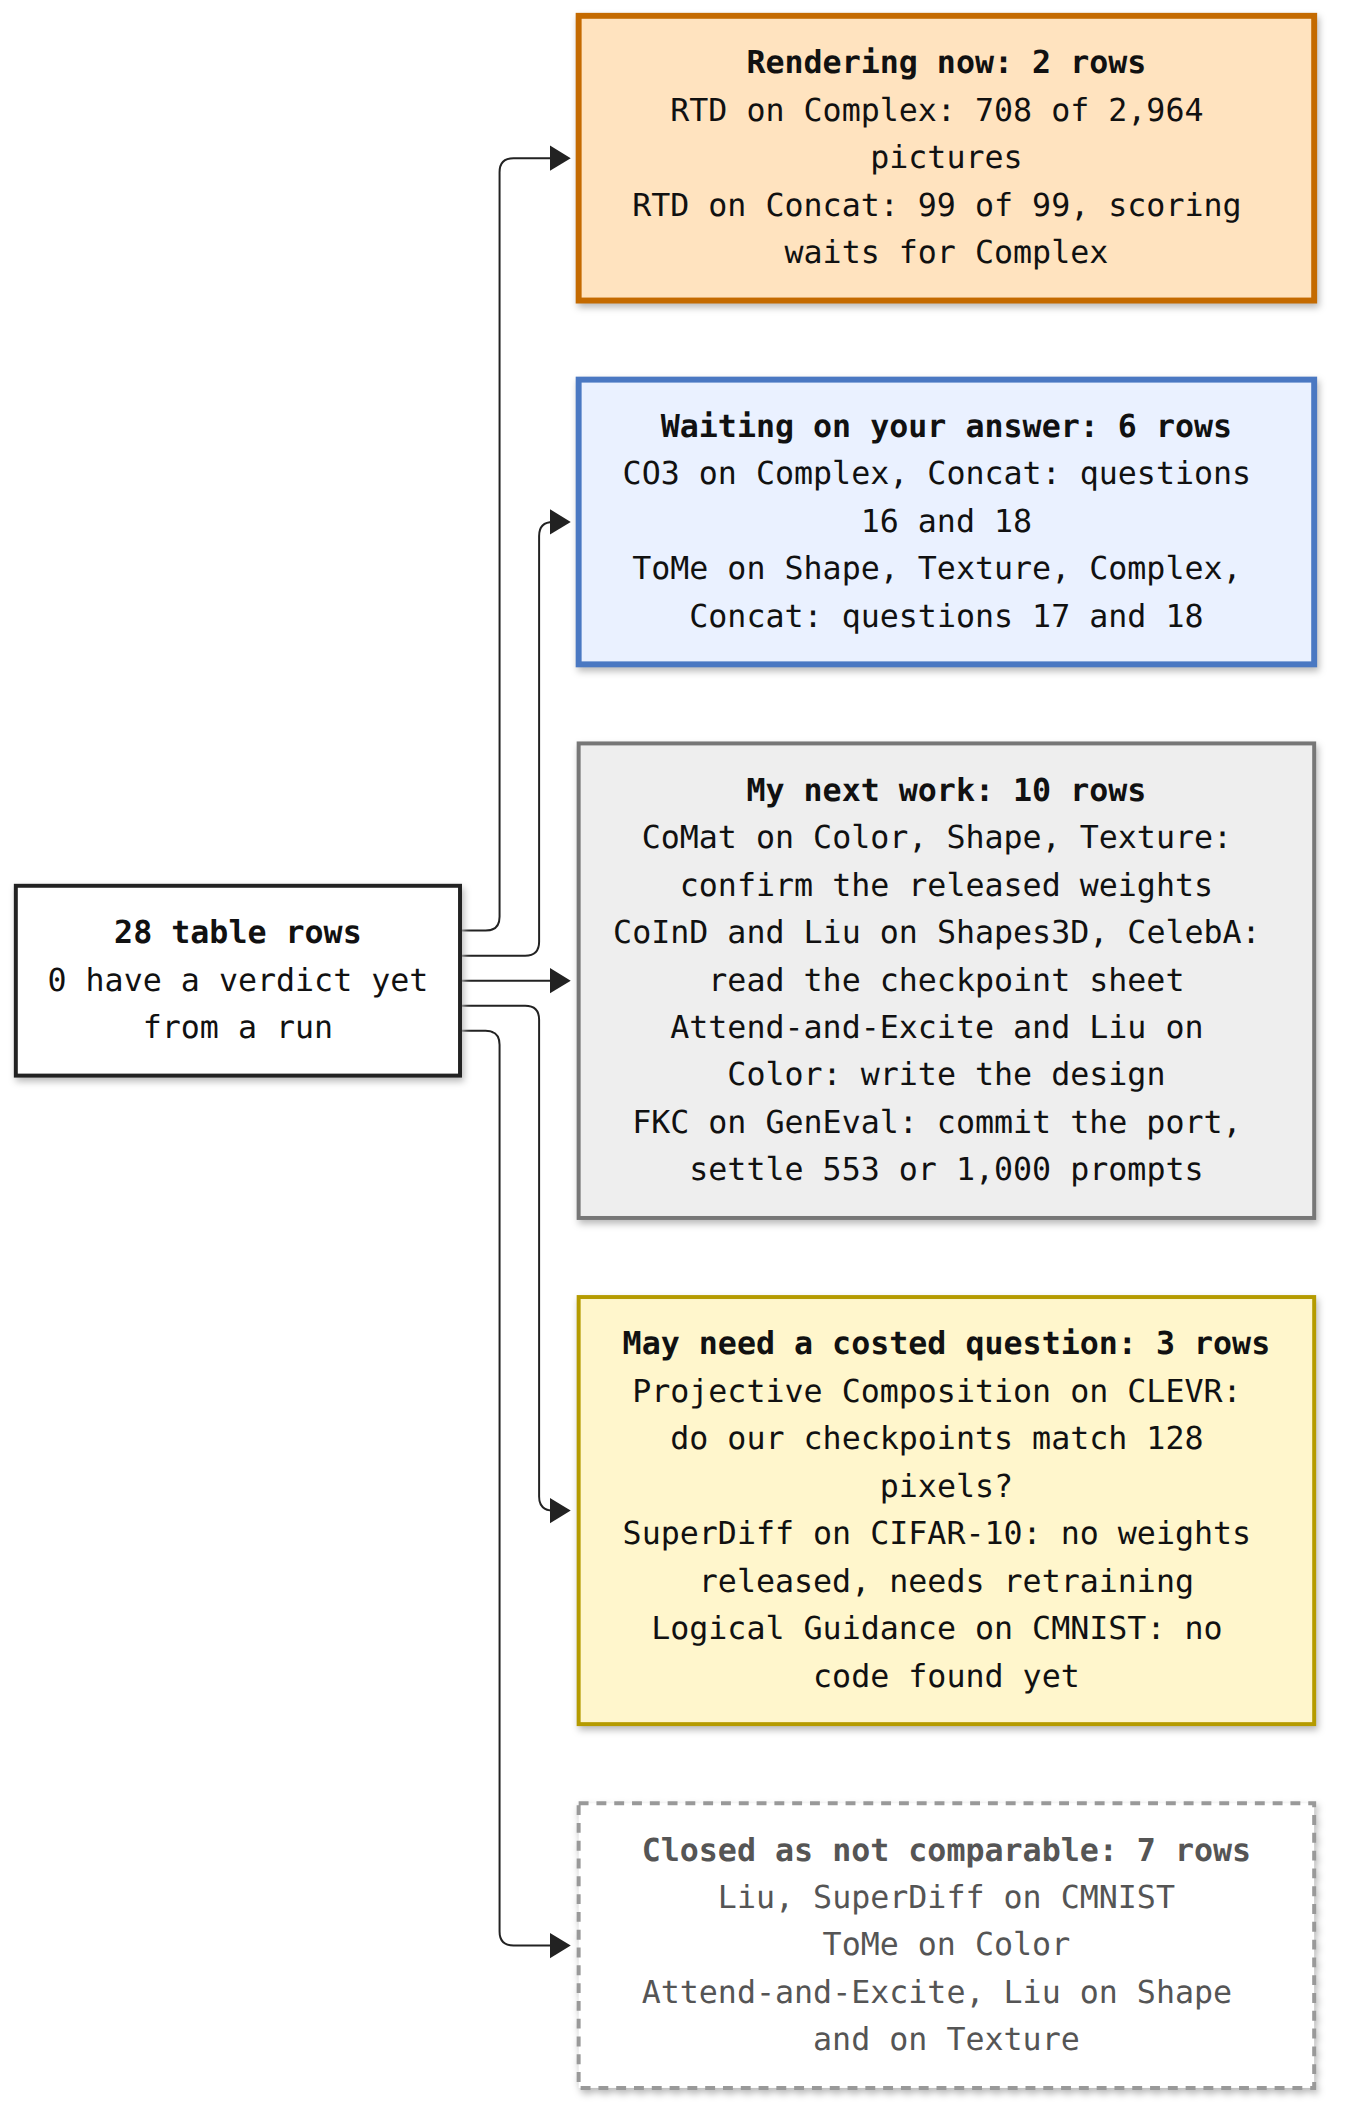 Rendering now: 2 rows
RTD on Complex: 708 of 2,964
pictures
RTD on Concat: 99 of 99, scoring
waits for Complex
Waiting on your answer: 6 rows
CO3 on Complex, Concat: questions
16 and 18
ToMe on Shape, Texture, Complex,
Concat: questions 17 and 18
28 table rows
0 have a verdict yet
from a run
My next work: 10 rows
CoMat on Color, Shape, Texture:
confirm the released weights
CoInD and Liu on Shapes3D, CelebA:
read the checkpoint sheet
Attend-and-Excite and Liu on
Color: write the design
FKC on GenEval: commit the port,
settle 553 or 1,000 prompts
May need a costed question: 3 rows
Projective Composition on CLEVR:
do our checkpoints match 128
pixels?
SuperDiff on CIFAR-10: no weights
released, needs retraining
Logical Guidance on CMNIST: no
code found yet
Closed as not comparable: 7 rows
Liu, SuperDiff on CMNIST
ToMe on Color
Attend-and-Excite, Liu on Shape
and on Texture